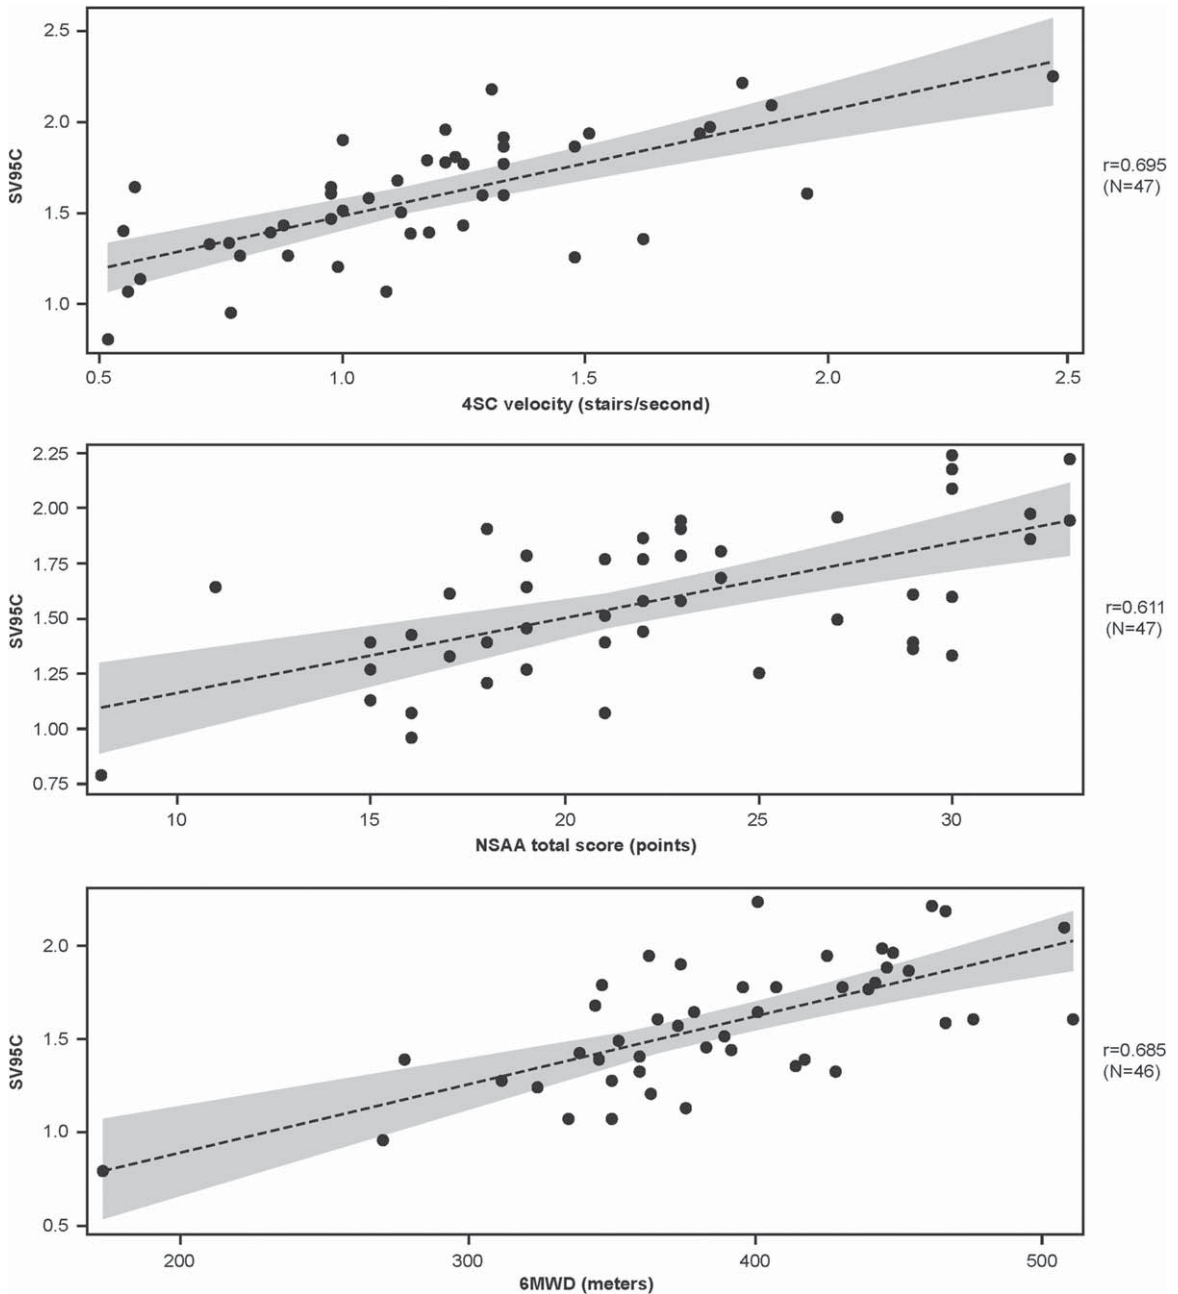 2.5
2.0
1.5
1.0
SV95C
0.5 1.0 1.5 2.0 2.5
4SC velocity (stairs/second)
r=0.695
(N=47)
2.25
2.00
1.75
1.50
1.25
1.00
0.75
SV95C
10 15 20 25 30
NSAA total score (points)
r=0.611
(N=47)
2.0
1.5
1.0
0.5
SV95C
200 300 400 500
6MWD (meters)
r=0.685
(N=46)